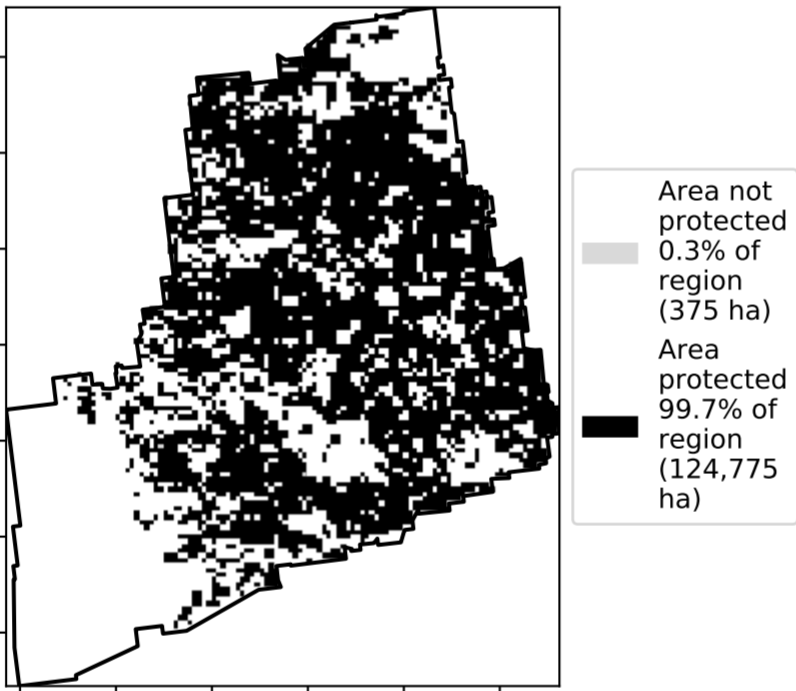 Area not
protected
0.3% of
region
(375 ha)
Area
protected
99.7% of
region
(124,775
ha)